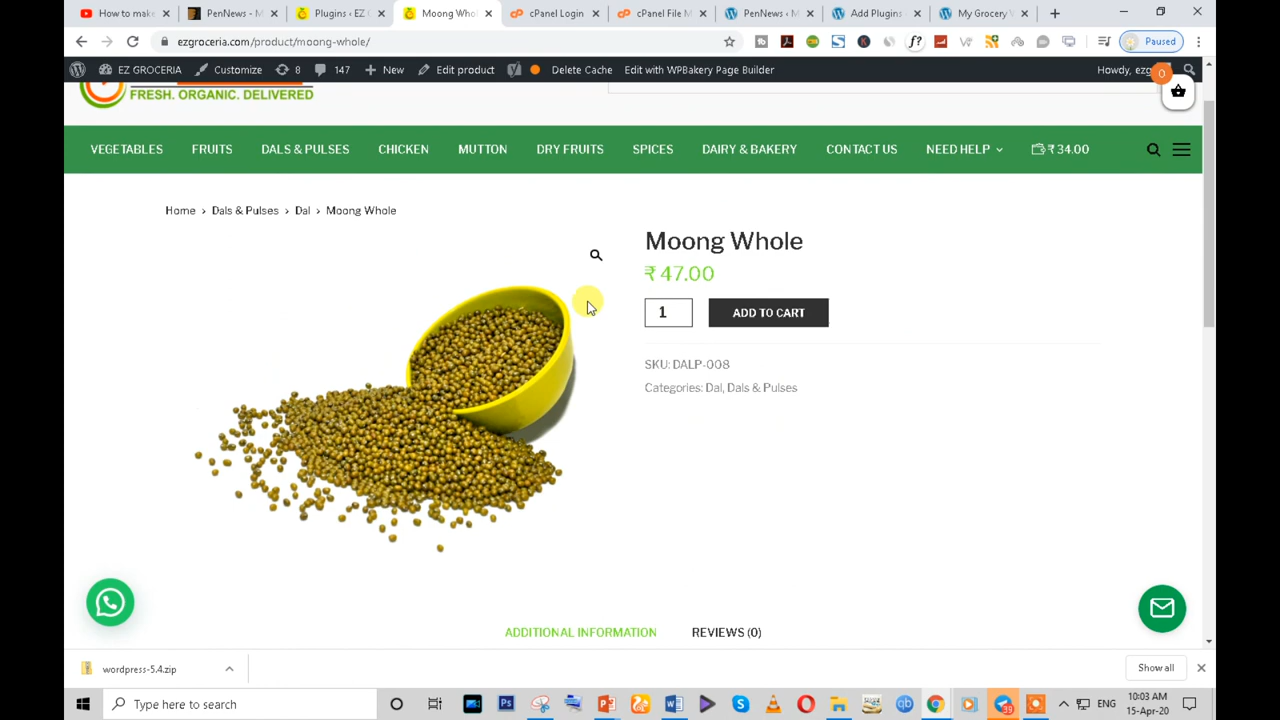 How to make
PenNews - M
Plugins ‹ EZ G
Moong Whol
cPanel Login
cPanel File M
PenNews – M
Add Plugins ‹
My Grocery W
ezgroceria.com/product/moong-whole/
Paused
EZ GROCERIA
Customize
8
147
New
Edit product
Delete Cache
Edit with WPBakery Page Builder
0
FRESH. ORGANIC. DELIVERED
VEGETABLES
FRUITS
DALS & PULSES
CHICKEN
MUTTON
DRY FRUITS
SPICES
DAIRY & BAKERY
CONTACT US
NEED HELP
₹ 34.00
Home › Dals & Pulses › Dal › Moong Whole
Moong Whole
₹ 47.00
1
ADD TO CART
SKU: DALP-008
Categories: Dal, Dals & Pulses
ADDITIONAL INFORMATION
REVIEWS (0)
wordpress-5.4.zip
Show all
Type here to search
ENG
10:03 AM
15-Apr-20